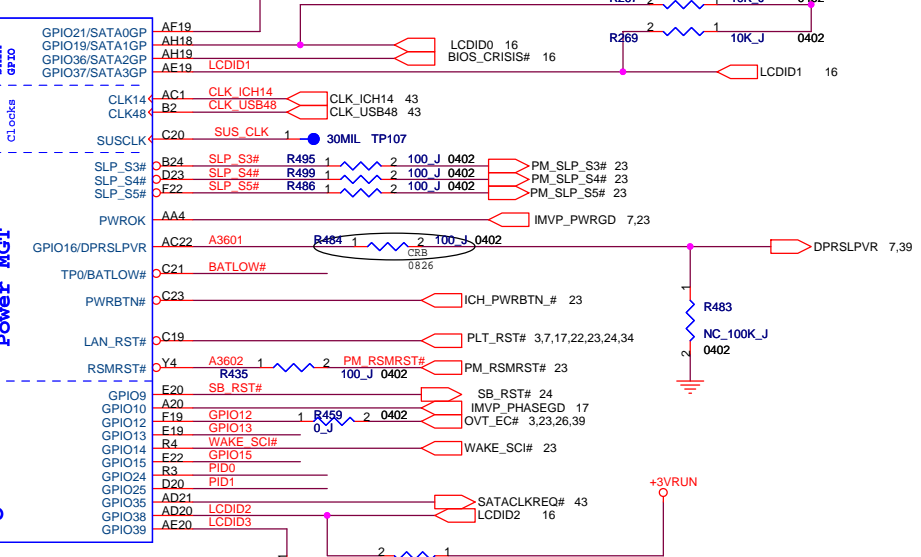 GPIO21/SATA0GP AF19
GPIO19/SATA1GP AH18 LCDID0 16
GPIO36/SATA2GP AH19 BIOS_CRISIS# 16
GPIO37/SATA3GP AE19 LCDID1 LCDID1 16
2 1
R269 10K_J 0402
GPIO
CLK14 AC1 CLK_ICH14 CLK_ICH14 43
CLK48 B2 CLK_USB48 CLK_USB48 43
Clocks
SUSCLK C20 SUS_CLK 1 30MIL TP107
SLP_S3# B24 SLP_S3# R495 1 2 100_J 0402 PM_SLP_S3# 23
SLP_S4# D23 SLP_S4# R499 1 2 100_J 0402 PM_SLP_S4# 23
SLP_S5# F22 SLP_S5# R486 1 2 100_J 0402 PM_SLP_S5# 23
PWROK AA4 IMVP_PWRGD 7,23
GPIO16/DPRSLPVR AC22 A3601 R484 1 2 100_J 0402 DPRSLPVR 7,39
CRB
0826
Power MGT
TP0/BATLOW# C21 BATLOW#
PWRBTN# C23 ICH_PWRBTN_# 23
1
R483
NC_100K_J
2 0402
LAN_RST# C19 PLT_RST# 3,7,17,22,23,24,34
RSMRST# Y4 A3602 1 2 PM_RSMRST# PM_RSMRST# 23
R435 100_J 0402
GPIO9 E20 SB_RST# SB_RST# 24
GPIO10 A20 IMVP_PHASEGD 17
GPIO12 F19 GPIO12 1 R459 2 0402 OVT_EC# 3,23,26,39
0_J
GPIO13 E19 GPIO13
GPIO14 R4 WAKE_SCI# WAKE_SCI# 23
GPIO15 E22 GPIO15
GPIO24 R3 PID0
GPIO25 D20 PID1
+3VRUN
GPIO35 AD21 SATACLKREQ# 43
GPIO38 AD20 LCDID2 LCDID2 16
GPIO39 AE20 LCDID3
2 1